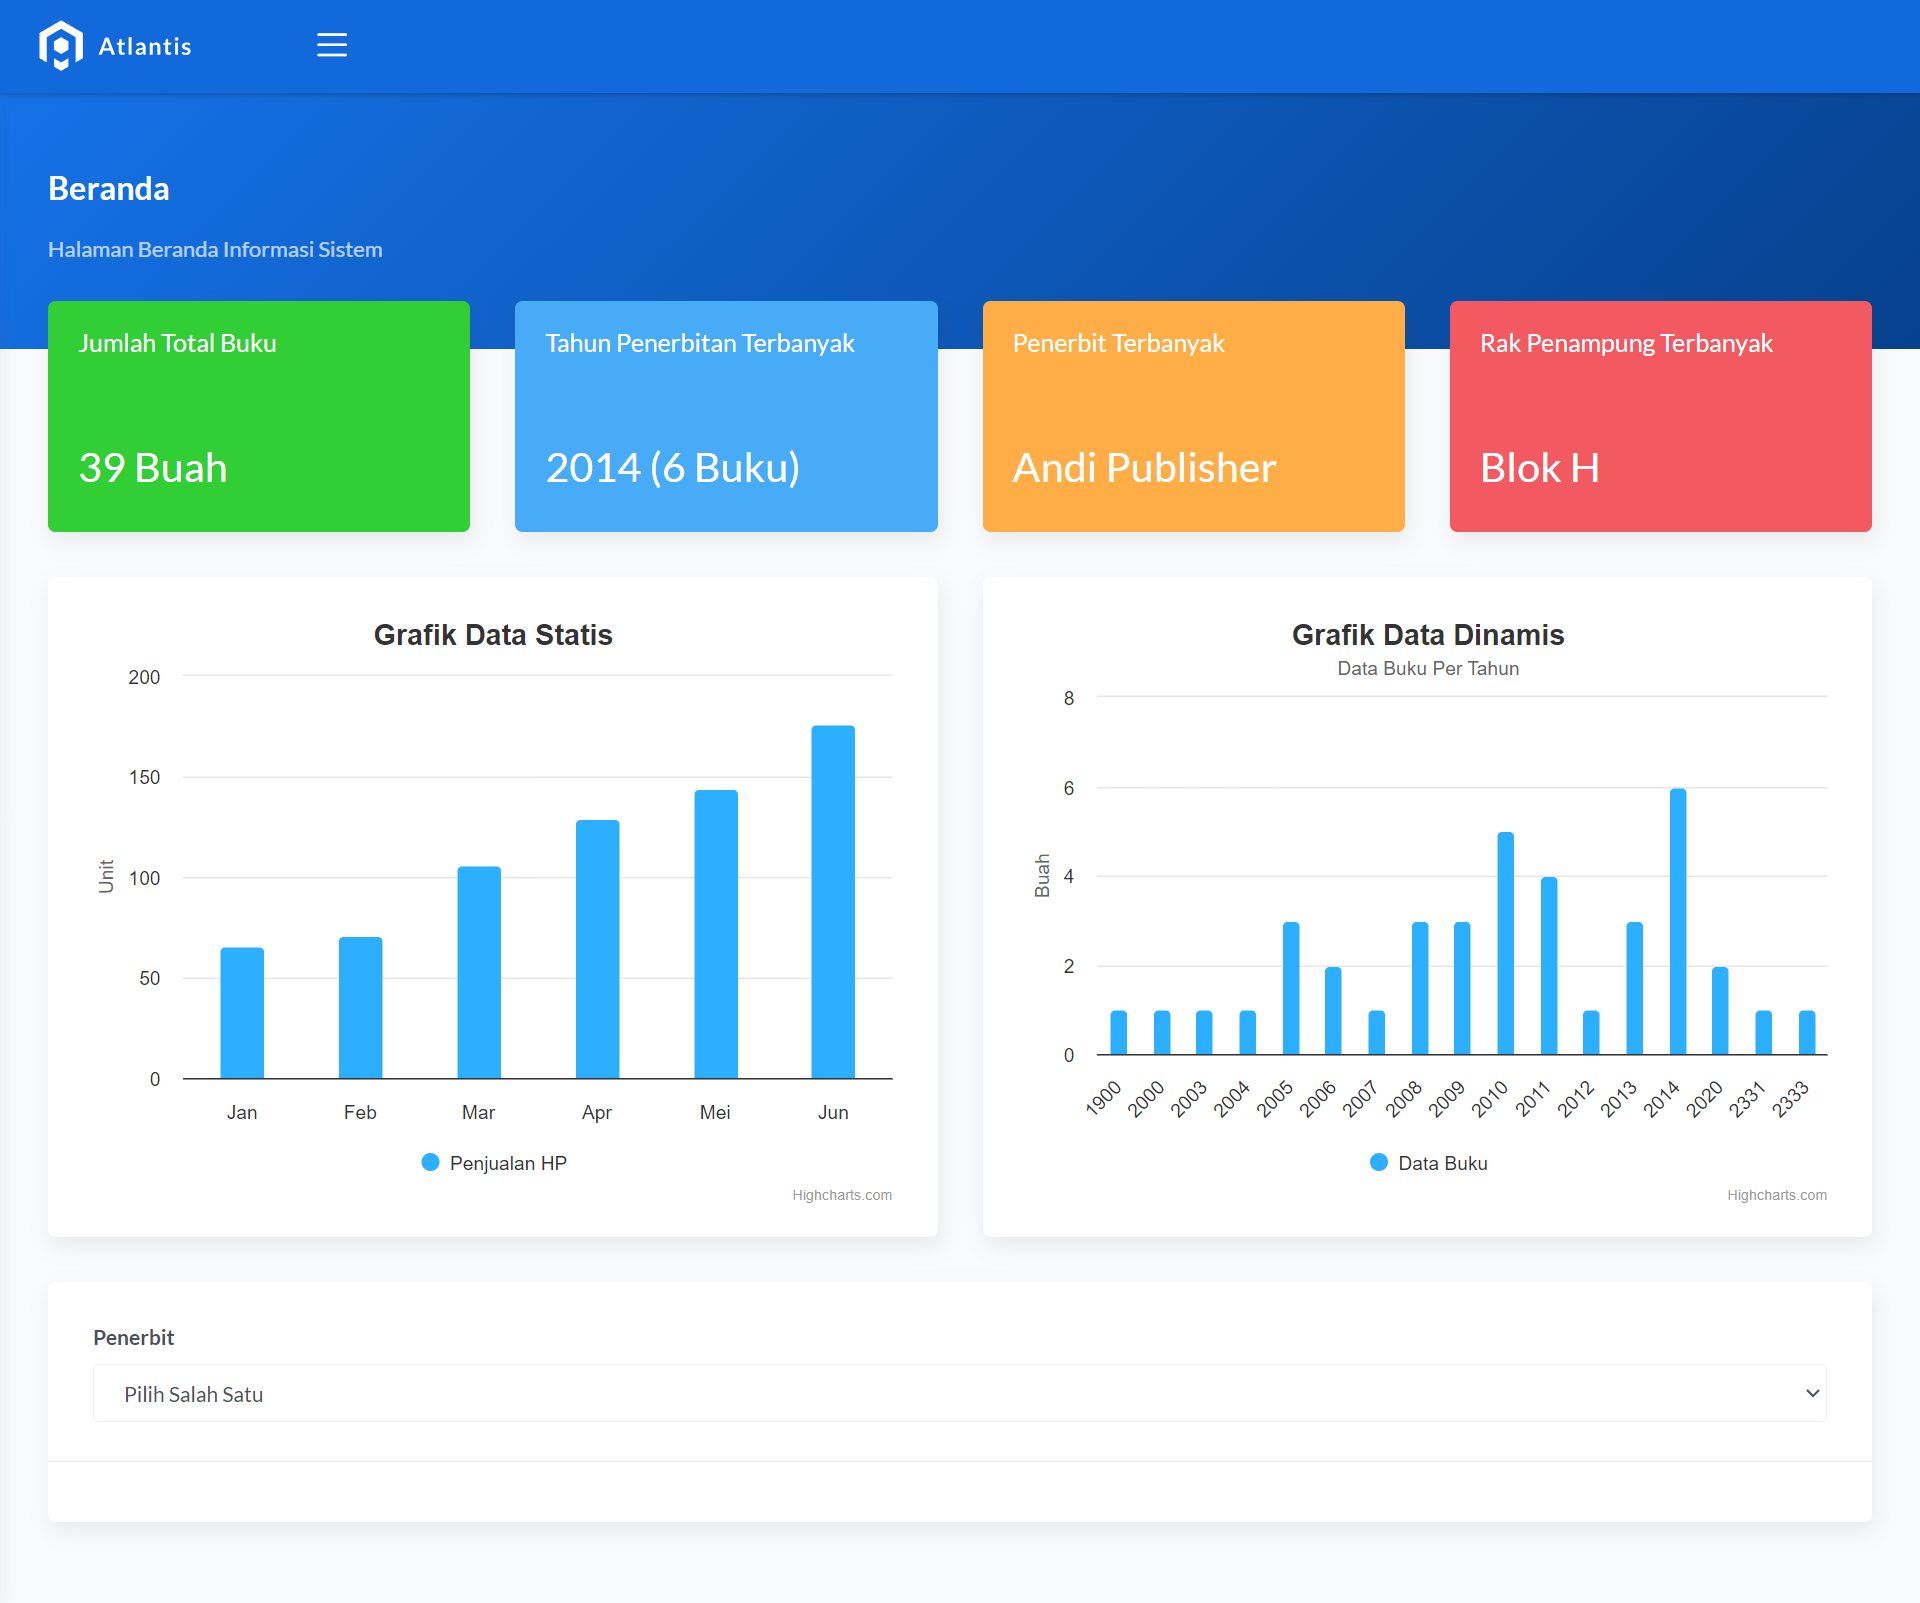 Atlantis
Beranda
Halaman Beranda Informasi Sistem
Jumlah Total Buku
39 Buah
Tahun Penerbitan Terbanyak
2014 (6 Buku)
Penerbit Terbanyak
Andi Publisher
Rak Penampung Terbanyak
Blok H
Grafik Data Statis
200
150
100
50
0
Unit
Jan Feb Mar Apr Mei Jun
Penjualan HP
Highcharts.com
Grafik Data Dinamis
Data Buku Per Tahun
8
6
4
2
0
Buah
1900 2000 2003 2004 2005 2006 2007 2008 2009 2010 2011 2012 2013 2014 2020 2331 2333
Data Buku
Highcharts.com
Penerbit
Pilih Salah Satu